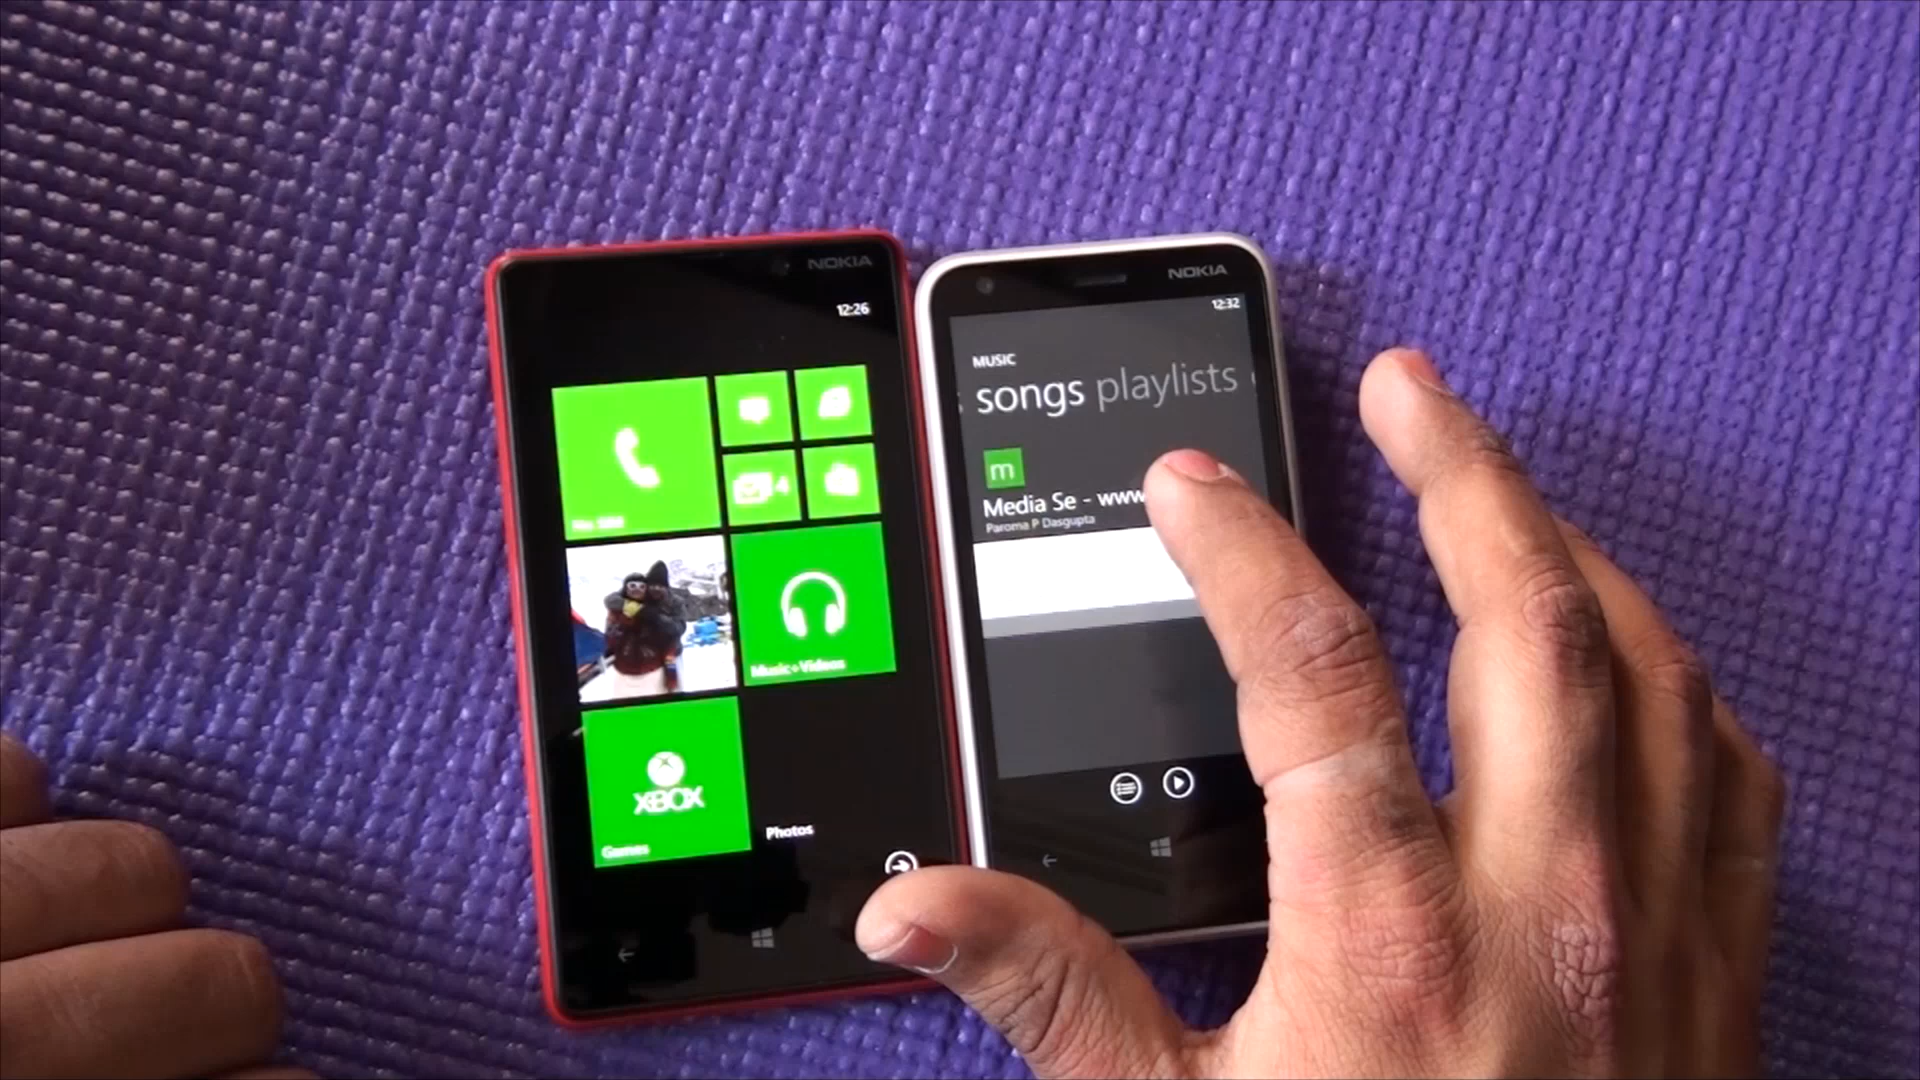 NOKIA
12:26
4
Music+Videos
XBOX
Games
Photos
NOKIA
12:32
MUSIC
songs playlists
m
Media Se - www
Paroma P Dasgupta